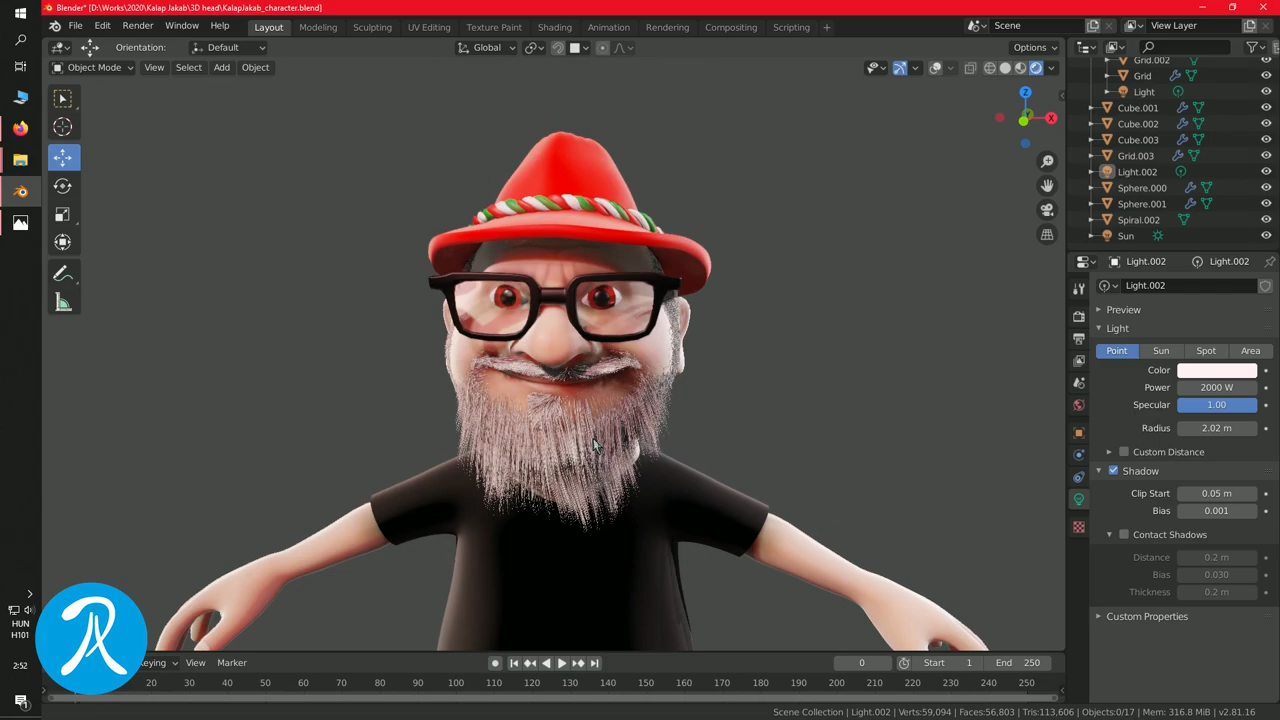 Blender* [D:\Works\2020\Kalap Jakab\3D head\KalapJakab_character.blend]
File Edit Render Window Help Layout Modeling Sculpting UV Editing Texture Paint Shading Animation Rendering Compositing Scripting + Scene View Layer
Orientation: Default Global Options
Object Mode View Select Add Object
Grid.002
Grid
Light
Cube.001
Cube.002
Cube.003
Grid.003
Light.002
Sphere.000
Sphere.001
Spiral.002
Sun
Z
X
Light.002 Light.002
Light.002
Preview
Light
Point Sun Spot Area
Color
Power 2000 W
Specular 1.00
Radius 2.02 m
Custom Distance
Shadow
Clip Start 0.05 m
Bias 0.001
Contact Shadows
Distance 0.2 m
Bias 0.030
Thickness 0.2 m
Custom Properties
HUN
H101
2:52
Keying View Marker 0 Start 1 End 250
20 30 40 50 60 70 80 90 100 110 120 130 140 150 160 170 180 190 200 210 220 230 240 250
Scene Collection | Light.002 | Verts:59,094 | Faces:56,803 | Tris:113,606 | Objects:0/17 | Mem: 316.8 MiB | v2.81.16